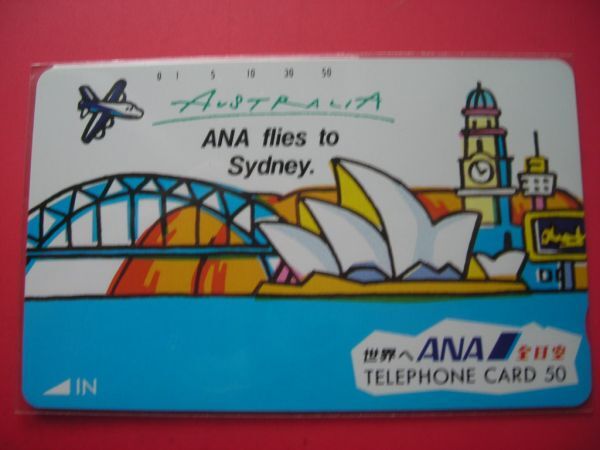 0 1 5 10 30 50
AUSTRALIA
ANA flies to
Sydney.
世界へ ANA 全日空
TELEPHONE CARD 50
IN